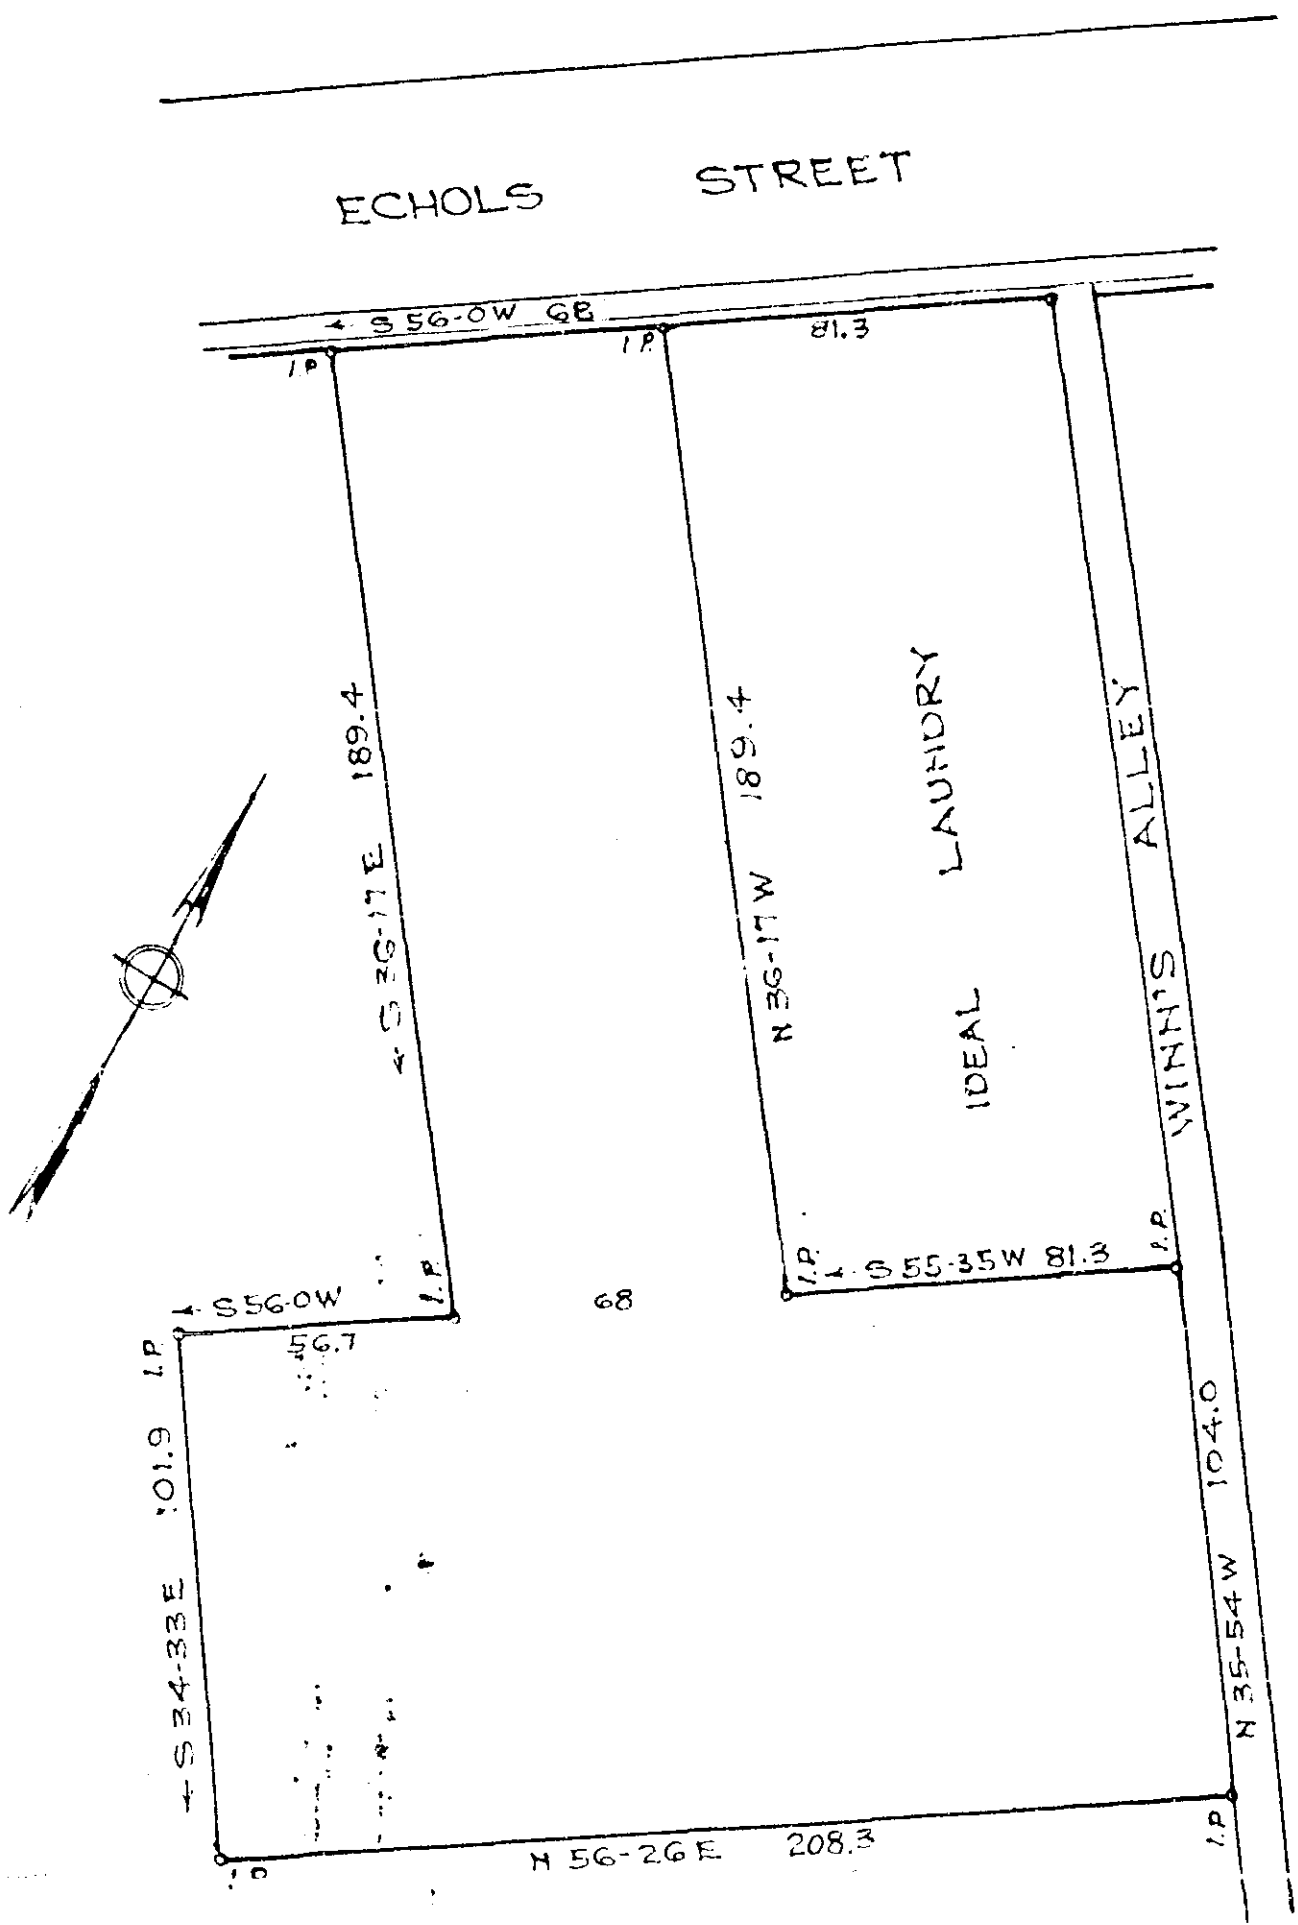 ECHOLS STREET
← S 56-0W 68
81.3
I.P.
I.P.
← S 36-17 E 189.4
N 36-17 W 189.4
IDEAL LAUNDRY
WINN'S ALLEY
I.P.
I.P.
I.P.
← S 55-35 W 81.3
68
← S 56-0W
56.7
I.P.
← S 34-33 E 101.9
N 35-54 W 104.0
N 56-26 E 208.3
I.P.
I.P.